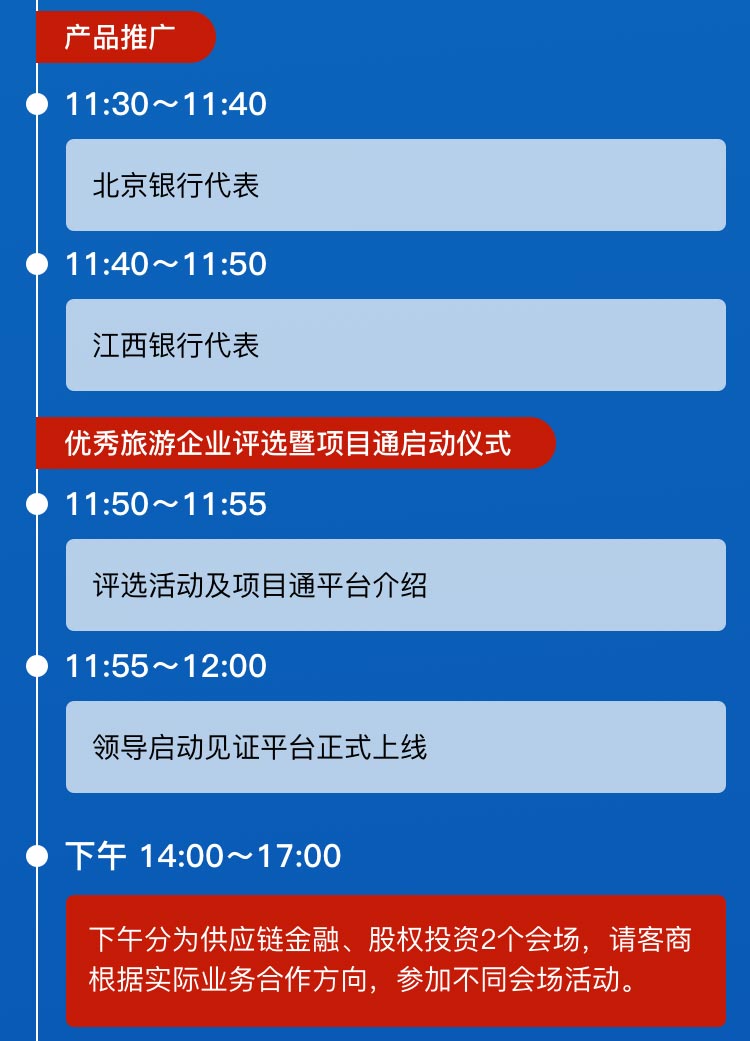 产品推广
11:30～11:40
北京银行代表
11:40～11:50
江西银行代表
优秀旅游企业评选暨项目通启动仪式
11:50～11:55
评选活动及项目通平台介绍
11:55～12:00
领导启动见证平台正式上线
下午 14:00～17:00
下午分为供应链金融、股权投资2个会场，请客商
根据实际业务合作方向，参加不同会场活动。